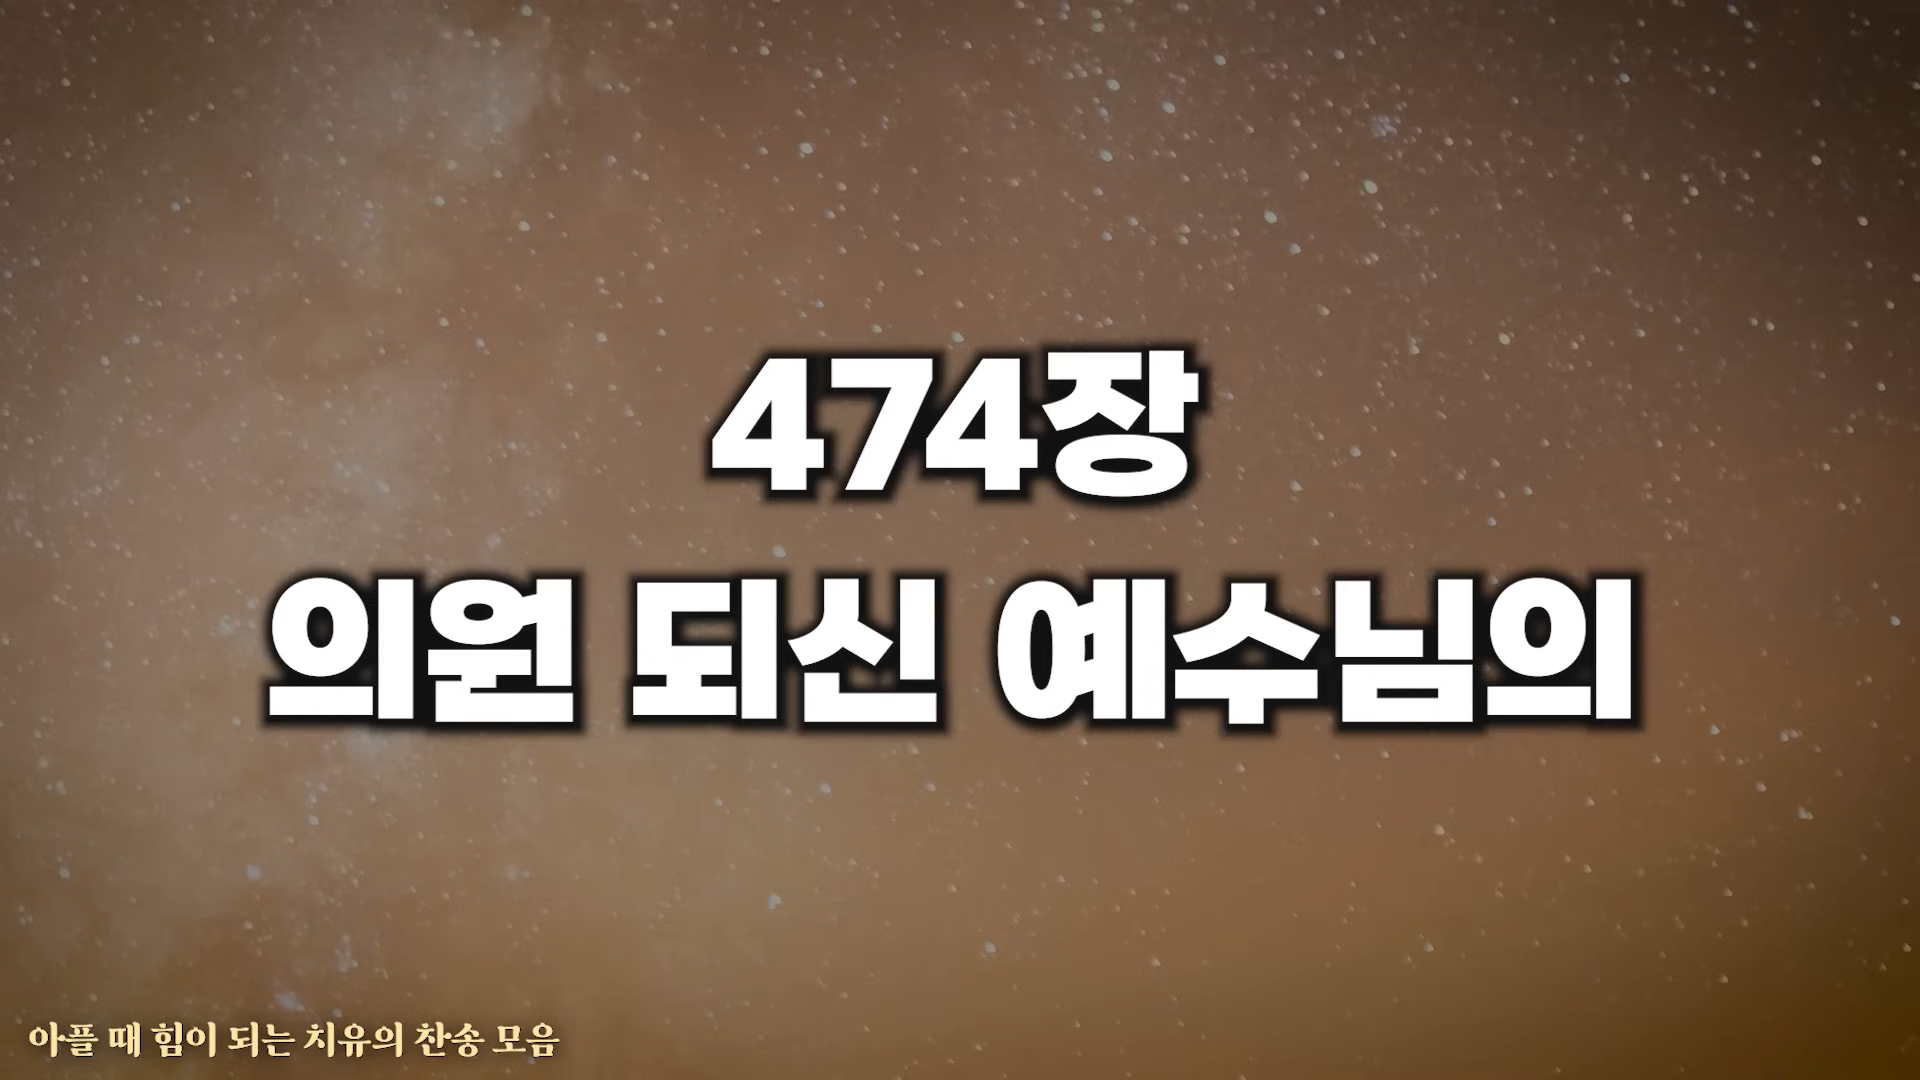 474장
의원 되신 예수님의
아플 때 힘이 되는 치유의 찬송 모음